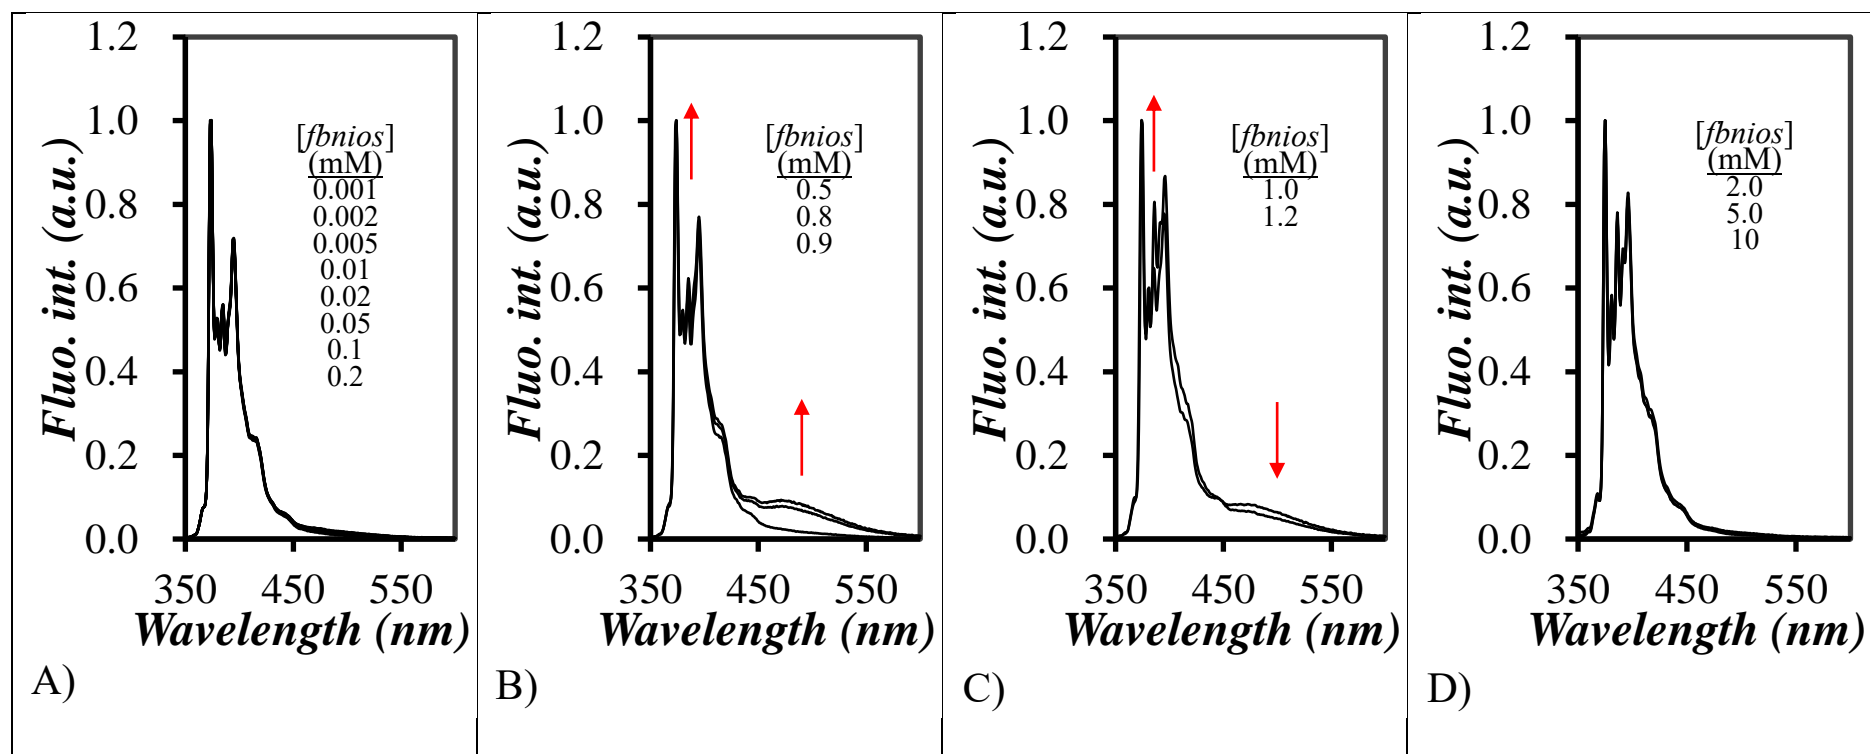 1.2
1.0
0.8
0.6
0.4
0.2
0.0
Fluo. int. (a.u.)
[fbnios]
(mM)
0.001
0.002
0.005
0.01
0.02
0.05
0.1
0.2
350 450 550
Wavelength (nm)
A)
1.2
1.0
0.8
0.6
0.4
0.2
0.0
Fluo. int. (a.u.)
[fbnios]
(mM)
0.5
0.8
0.9
350 450 550
Wavelength (nm)
B)
1.2
1.0
0.8
0.6
0.4
0.2
0.0
Fluo. int. (a.u.)
[fbnios]
(mM)
1.0
1.2
350 450 550
Wavelength (nm)
C)
1.2
1.0
0.8
0.6
0.4
0.2
0.0
Fluo. int. (a.u.)
[fbnios]
(mM)
2.0
5.0
10
350 450 550
Wavelength (nm)
D)